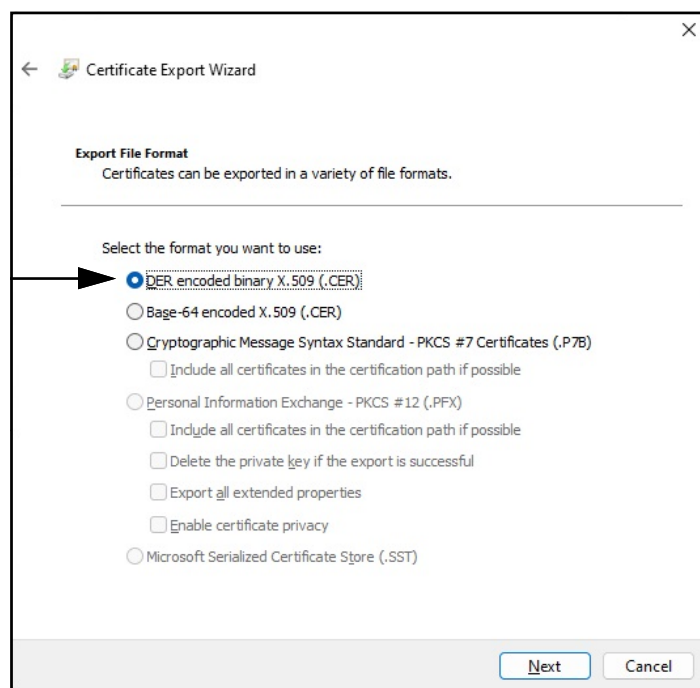 Certificate Export Wizard
Export File Format
Certificates can be exported in a variety of file formats.
Select the format you want to use:
DER encoded binary X.509 (.CER)
Base-64 encoded X.509 (.CER)
Cryptographic Message Syntax Standard - PKCS #7 Certificates (.P7B)
Include all certificates in the certification path if possible
Personal Information Exchange - PKCS #12 (.PFX)
Include all certificates in the certification path if possible
Delete the private key if the export is successful
Export all extended properties
Enable certificate privacy
Microsoft Serialized Certificate Store (.SST)
Next Cancel